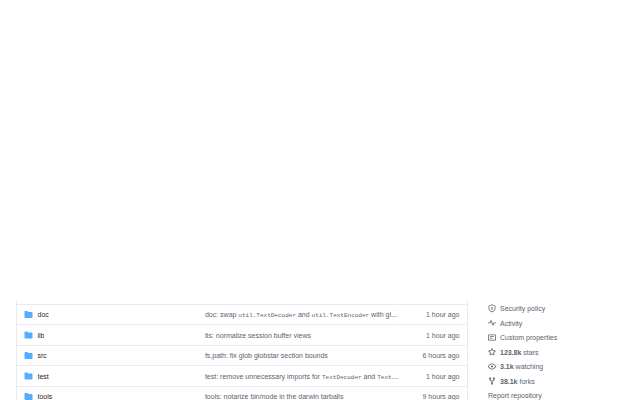 doc doc: swap util.TextDecoder and util.TextEncoder with gl... 1 hour ago
lib tls: normalize session buffer views 1 hour ago
src fs,path: fix glob globstar section bounds 6 hours ago
test test: remove unnecessary imports for TextDecoder and Text... 1 hour ago
tools tools: notarize bin/node in the darwin tarballs 9 hours ago
Security policy
Activity
Custom properties
123.8k stars
3.1k watching
38.1k forks
Report repository